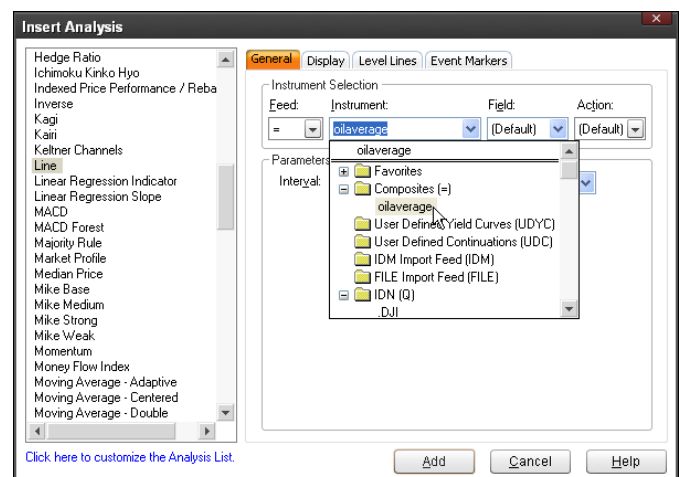 Insert Analysis
Hedge Ratio
Ichimoku Kinko Hyo
Indexed Price Performance / Reba
Inverse
Kagi
Kairi
Keltner Channels
Line
Linear Regression Indicator
Linear Regression Slope
MACD
MACD Forest
Majority Rule
Market Profile
Median Price
Mike Base
Mike Medium
Mike Strong
Mike Weak
Momentum
Money Flow Index
Moving Average - Adaptive
Moving Average - Centered
Moving Average - Double
Click here to customize the Analysis List.
General Display Level Lines Event Markers
Instrument Selection
Feed: Instrument: Field: Action:
= oilaverage (Default) (Default)
oilaverage
Parameters
Interval:
Favorites
Composites (=)
oilaverage
User Defined Yield Curves (UDYC)
User Defined Continuations (UDC)
IDM Import Feed (IDM)
FILE Import Feed (FILE)
IDN (Q)
.DJI
Add Cancel Help